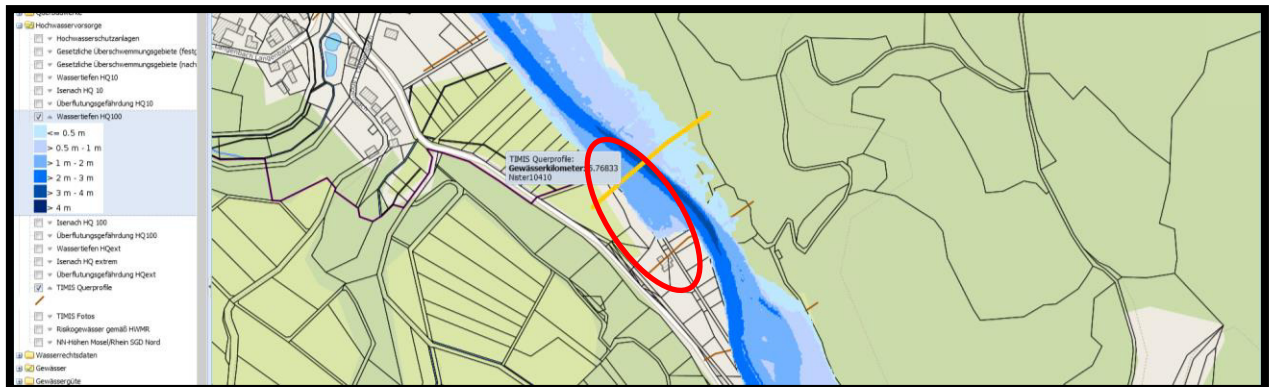 Hochwasservorsorge
Hochwasserschutzanlagen
Gesetzliche Überschwemmungsgebiete (festg
Gesetzliche Überschwemmungsgebiete (nach
Wassertiefen HQ10
Isenach HQ 10
Überflutungsgefährdung HQ10
Wassertiefen HQ100
<= 0.5 m
> 0.5 m - 1 m
> 1 m - 2 m
> 2 m - 3 m
> 3 m - 4 m
> 4 m
Isenach HQ 100
Überflutungsgefährdung HQ100
Wassertiefen HQext
Isenach HQ extrem
Überflutungsgefährdung HQext
TIMIS Querprofile
TIMIS Fotos
Risikogewässer gemäß HWMR
NN-Höhen Mosel/Rhein SGD Nord
Wasserrechtsdaten
Gewässer
Gewässergüte
TIMIS Querprofile:
Gewässerkilometer: 5.76833
Nater10410